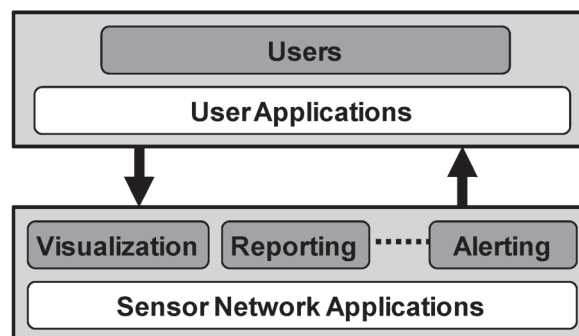 Users
User Applications
Visualization Reporting Alerting
Sensor Network Applications